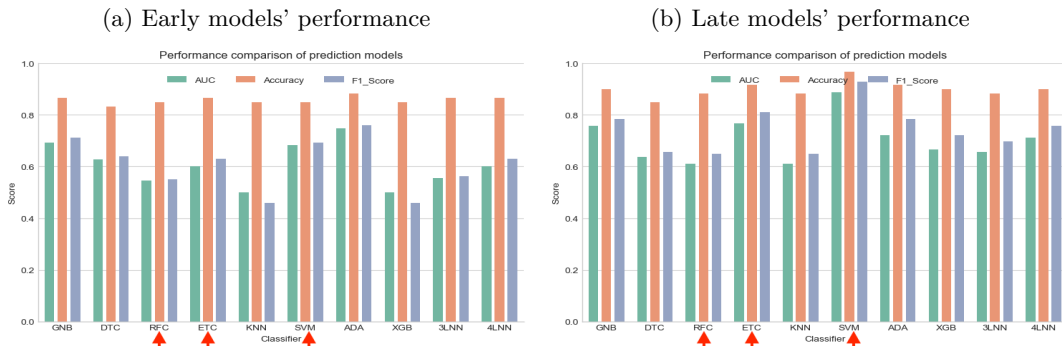 (a) Early models' performance
Performance comparison of prediction models
AUC Accuracy F1_Score
1.0
0.8
0.6
0.4
0.2
0.0
Score
GNB DTC RFC ETC KNN SVM ADA XGB 3LNN 4LNN
Classifier
(b) Late models' performance
Performance comparison of prediction models
AUC Accuracy F1_Score
1.0
0.8
0.6
0.4
0.2
0.0
Score
GNB DTC RFC ETC KNN SVM ADA XGB 3LNN 4LNN
Classifier